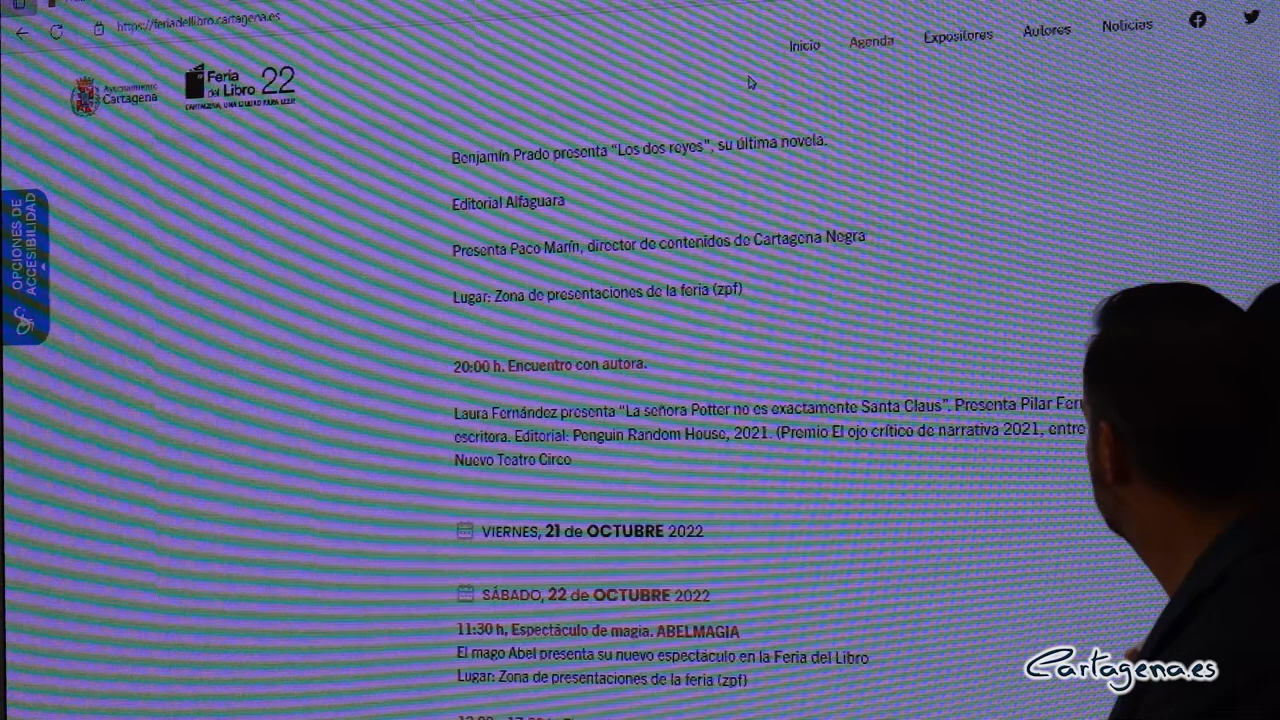 https://feriadellibro.cartagena.es
Inicio Agenda Expositores Autores Noticias
Ayuntamiento
Cartagena
Feria
del Libro 22
CARTAGENA, UNA CIUDAD PARA LEER
OPCIONES DE
ACCESIBILIDAD
Benjamín Prado presenta “Los dos reyes”, su última novela.
Editorial Alfaguara
Presenta Paco Marín, director de contenidos de Cartagena Negra
Lugar: Zona de presentaciones de la feria (zpf)
20:00 h. Encuentro con autora.
Laura Fernández presenta “La señora Potter no es exactamente Santa Claus”. Presenta Pilar Fer
escritora. Editorial: Penguin Random House, 2021. (Premio El ojo crítico de narrativa 2021, entre
Nuevo Teatro Circo
VIERNES, 21 de OCTUBRE 2022
SÁBADO, 22 de OCTUBRE 2022
11:30 h, Espectáculo de magia. ABELMAGIA
El mago Abel presenta su nuevo espectáculo en la Feria del Libro
Lugar: Zona de presentaciones de la feria (zpf)
Cartagena.es